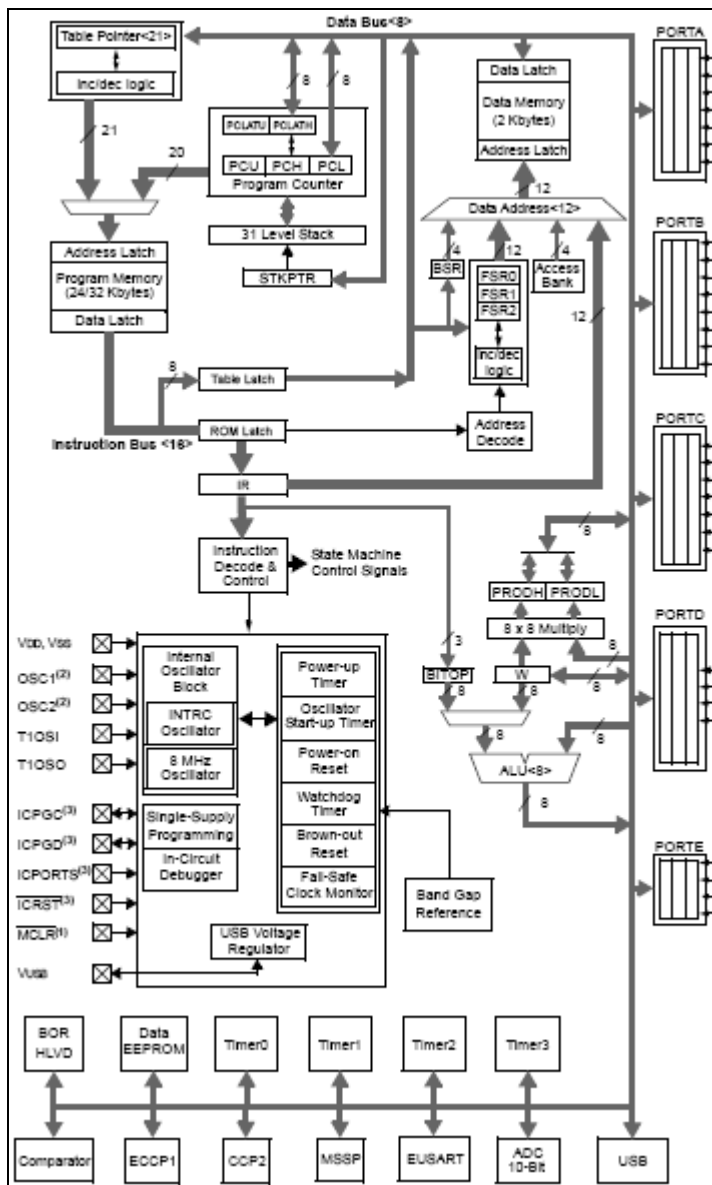 Data Bus<8>
Table Pointer<21>
inc/dec logic
21
20
8
8
PCLATU PCLATH
PCU PCH PCL
Program Counter
31 Level Stack
STKPTR
Data Latch
Data Memory
(2 Kbytes)
Address Latch
12
Data Address<12>
4
12
4
BSR
FSR0
FSR1
FSR2
Access
Bank
12
inc/dec
logic
Address
Decode
Address Latch
Program Memory
(24/32 Kbytes)
Data Latch
8
Table Latch
ROM Latch
Instruction Bus <16>
IR
Instruction
Decode &
Control
State Machine
Control Signals
8
PRODH PRODL
8 x 8 Multiply
3
8
BITOP
W
8
8
8
8
8
ALU<8>
8
PORTA
PORTB
PORTC
PORTD
PORTE
VDD, VSS
OSC1(2)
OSC2(2)
T1OSI
T1OSO
ICPGC(3)
ICPGD(3)
ICPORTS(3)
ICRST(3)
MCLR(1)
VUSB
Internal
Oscillator
Block
INTRC
Oscillator
8 MHz
Oscillator
Single-Supply
Programming
In-Circuit
Debugger
Power-up
Timer
Oscillator
Start-up Timer
Power-on
Reset
Watchdog
Timer
Brown-out
Reset
Fail-Safe
Clock Monitor
USB Voltage
Regulator
Band Gap
Reference
BOR
HLVD
Data
EEPROM
Timer0
Timer1
Timer2
Timer3
Comparator
ECCP1
CCP2
MSSP
EUSART
ADC
10-Bit
USB